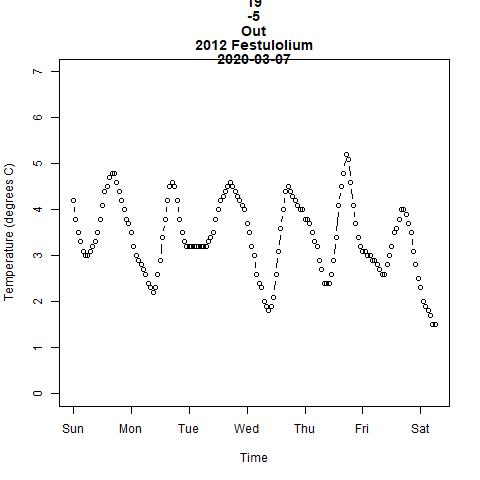 19
-5
Out
2012 Festulolium
2020-03-07
Temperature (degrees C)
7
6
5
4
3
2
1
0
Sun Mon Tue Wed Thu Fri Sat
Time